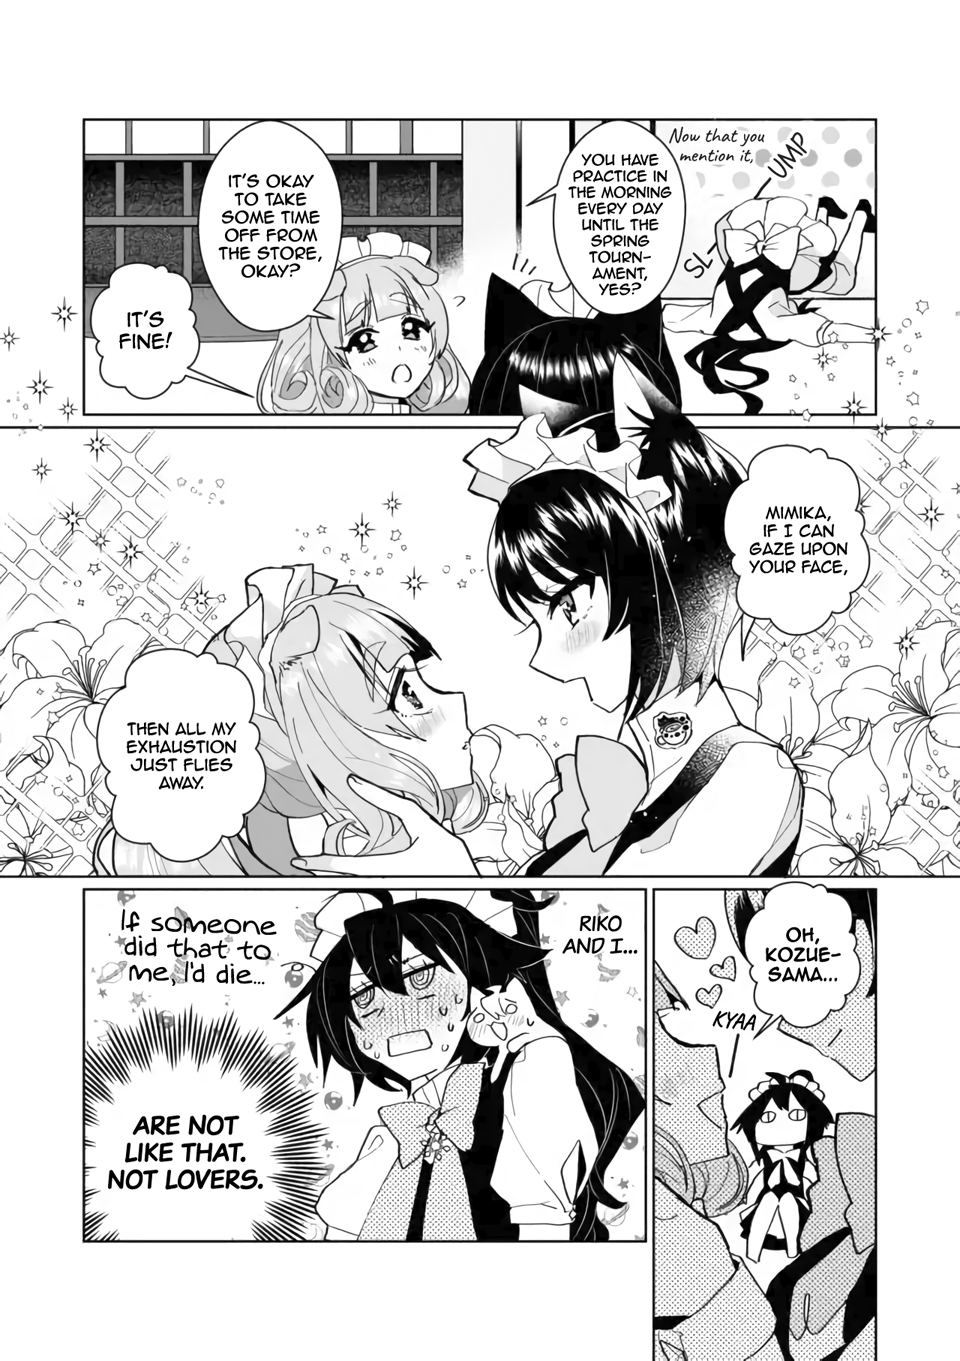 Now that you
mention it,
SL-
UMP
YOU HAVE
PRACTICE IN
THE MORNING
EVERY DAY
UNTIL THE
SPRING
TOURN-
AMENT,
YES?
IT'S OKAY
TO TAKE
SOME TIME
OFF FROM
THE STORE,
OKAY?
IT'S
FINE!
MIMIKA,
IF I CAN
GAZE UPON
YOUR FACE,
THEN ALL MY
EXHAUSTION
JUST FLIES
AWAY.
OH,
KOZUE-
SAMA...
KYAA
RIKO
AND I...
If someone
did that to
me, I'd die...
ARE NOT
LIKE THAT.
NOT LOVERS.